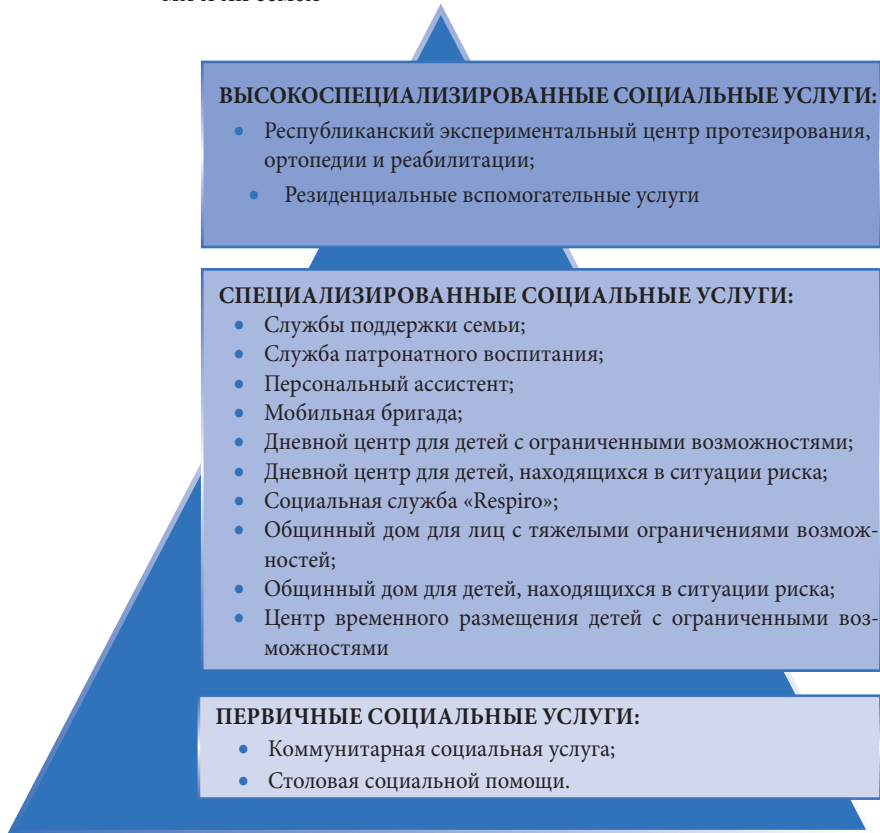 ВЫСОКОСПЕЦИАЛИЗИРОВАННЫЕ СОЦИАЛЬНЫЕ УСЛУГИ:
• Республиканский экспериментальный центр протезирования,
ортопедии и реабилитации;
• Резиденциальные вспомогательные услуги
СПЕЦИАЛИЗИРОВАННЫЕ СОЦИАЛЬНЫЕ УСЛУГИ:
• Службы поддержки семьи;
• Служба патронатного воспитания;
• Персональный ассистент;
• Мобильная бригада;
• Дневной центр для детей с ограниченными возможностями;
• Дневной центр для детей, находящихся в ситуации риска;
• Социальная служба «Respiro»;
• Общинный дом для лиц с тяжелыми ограничениями возмож-
ностей;
• Общинный дом для детей, находящихся в ситуации риска;
• Центр временного размещения детей с ограниченными воз-
можностями
ПЕРВИЧНЫЕ СОЦИАЛЬНЫЕ УСЛУГИ:
• Коммунитарная социальная услуга;
• Столовая социальной помощи.